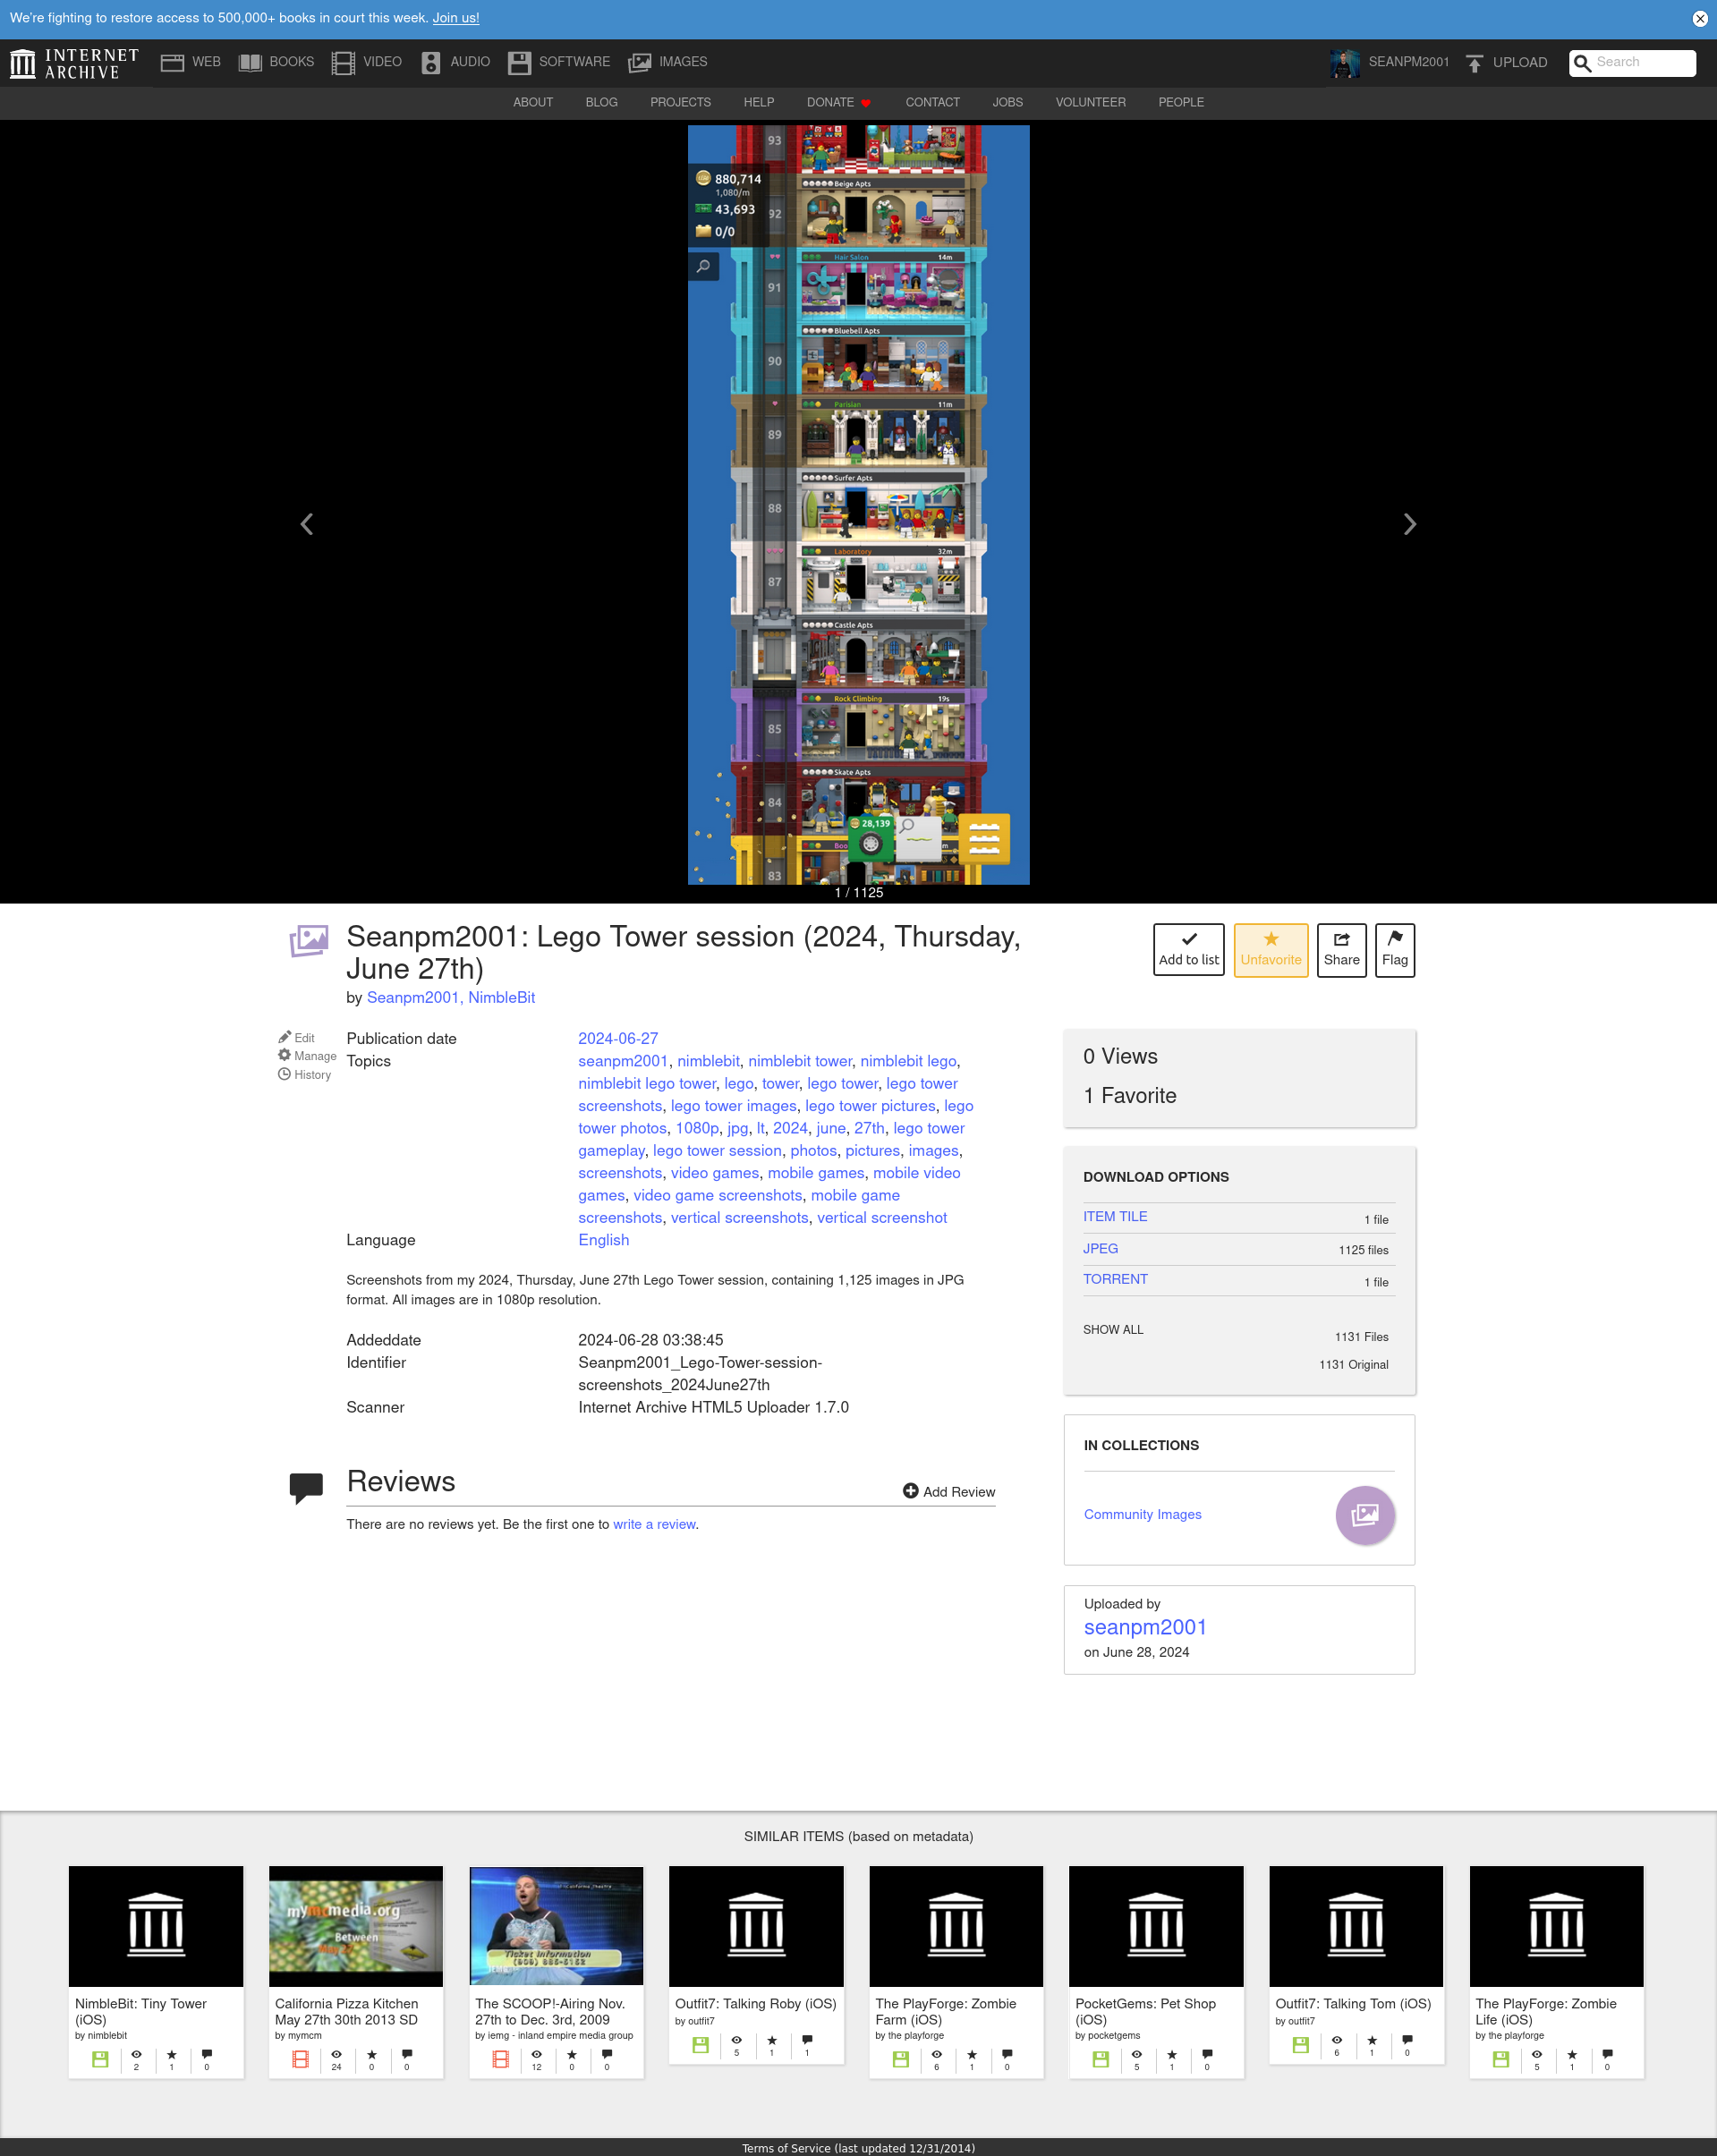 We're fighting to restore access to 500,000+ books in court this week. Join us!
INTERNET ARCHIVE
WEB BOOKS VIDEO AUDIO SOFTWARE IMAGES
SEANPM2001 UPLOAD Search
ABOUT BLOG PROJECTS HELP DONATE CONTACT JOBS VOLUNTEER PEOPLE
93
880,714
1,080/m
43,693
0/0
Beige Apts
92
Hair Salon 14m
91
Bluebell Apts
90
Parisian 11m
89
Surfer Apts
88
Laboratory 32m
87
Castle Apts
Rock Climbing 19s
85
Skate Apts
84
28,139
83
1 / 1125
Seanpm2001: Lego Tower session (2024, Thursday,
June 27th)
by Seanpm2001, NimbleBit
Add to list
Unfavorite
Share
Flag
Edit
Manage
History
Publication date 2024-06-27
Topics seanpm2001, nimblebit, nimblebit tower, nimblebit lego,
nimblebit lego tower, lego, tower, lego tower, lego tower
screenshots, lego tower images, lego tower pictures, lego
tower photos, 1080p, jpg, lt, 2024, june, 27th, lego tower
gameplay, lego tower session, photos, pictures, images,
screenshots, video games, mobile games, mobile video
games, video game screenshots, mobile game
screenshots, vertical screenshots, vertical screenshot
Language English
Screenshots from my 2024, Thursday, June 27th Lego Tower session, containing 1,125 images in JPG
format. All images are in 1080p resolution.
Addeddate 2024-06-28 03:38:45
Identifier Seanpm2001_Lego-Tower-session-
screenshots_2024June27th
Scanner Internet Archive HTML5 Uploader 1.7.0
Reviews
Add Review
There are no reviews yet. Be the first one to write a review.
0 Views
1 Favorite
DOWNLOAD OPTIONS
ITEM TILE 1 file
JPEG 1125 files
TORRENT 1 file
SHOW ALL 1131 Files
1131 Original
IN COLLECTIONS
Community Images
Uploaded by
seanpm2001
on June 28, 2024
SIMILAR ITEMS (based on metadata)
NimbleBit: Tiny Tower
(iOS)
by nimblebit
2 1 0
mymcmedia.org
Between
California Pizza Kitchen
May 27th 30th 2013 SD
by mymcm
24 0 0
Ticket Information
(909) 885-5152
The SCOOP!-Airing Nov.
27th to Dec. 3rd, 2009
by iemg - inland empire media group
12 0 0
Outfit7: Talking Roby (iOS)
by outfit7
5 1 1
The PlayForge: Zombie
Farm (iOS)
by the playforge
6 1 0
PocketGems: Pet Shop
(iOS)
by pocketgems
5 1 0
Outfit7: Talking Tom (iOS)
by outfit7
6 1 0
The PlayForge: Zombie
Life (iOS)
by the playforge
5 1 0
Terms of Service (last updated 12/31/2014)